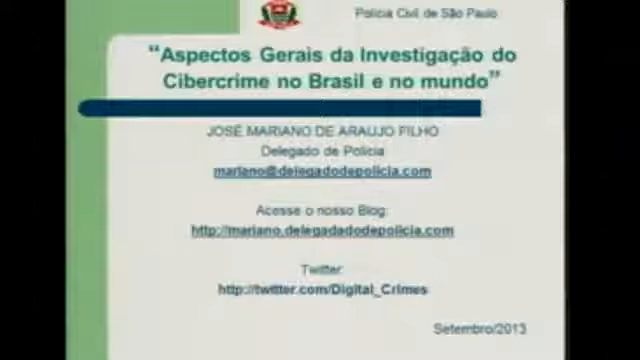 Polícia Civil de São Paulo
“Aspectos Gerais da Investigação do
Cibercrime no Brasil e no mundo”
JOSÉ MARIANO DE ARAUJO FILHO
Delegado de Polícia
mariano@delegadodepolicia.com
Acesse o nosso Blog:
http://mariano.delegadadodepolicia.com
Twitter:
http://twitter.com/Digital_Crimes
Setembro/2013